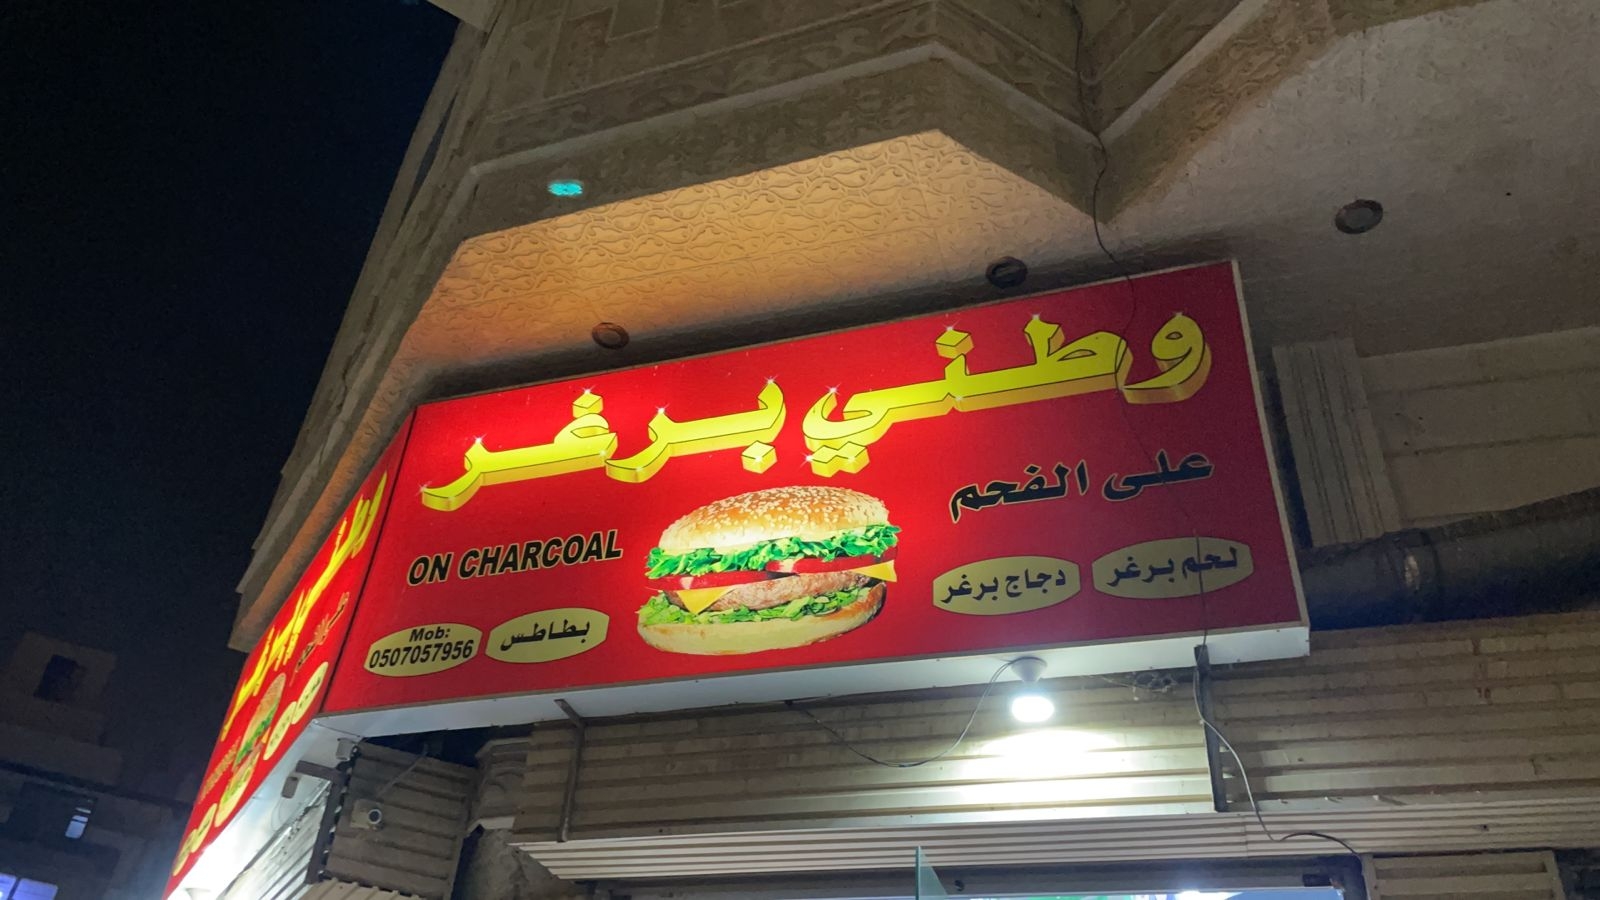 وطني برغر
على الفحم
ON CHARCOAL
لحم برغر
دجاج برغر
بطاطس
Mob:
0507057956